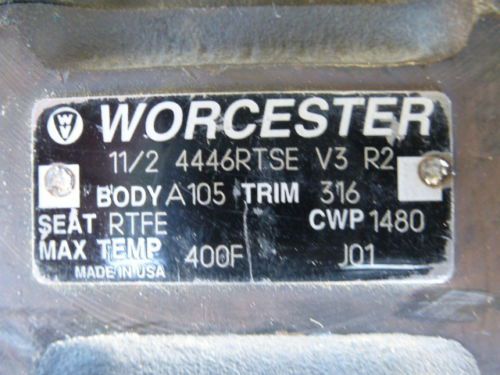 WORCESTER
11/2 4446RTSE V3 R2
BODY A105 TRIM 316
SEAT RTFE CWP 1480
MAX TEMP 400F J01
MADE IN USA